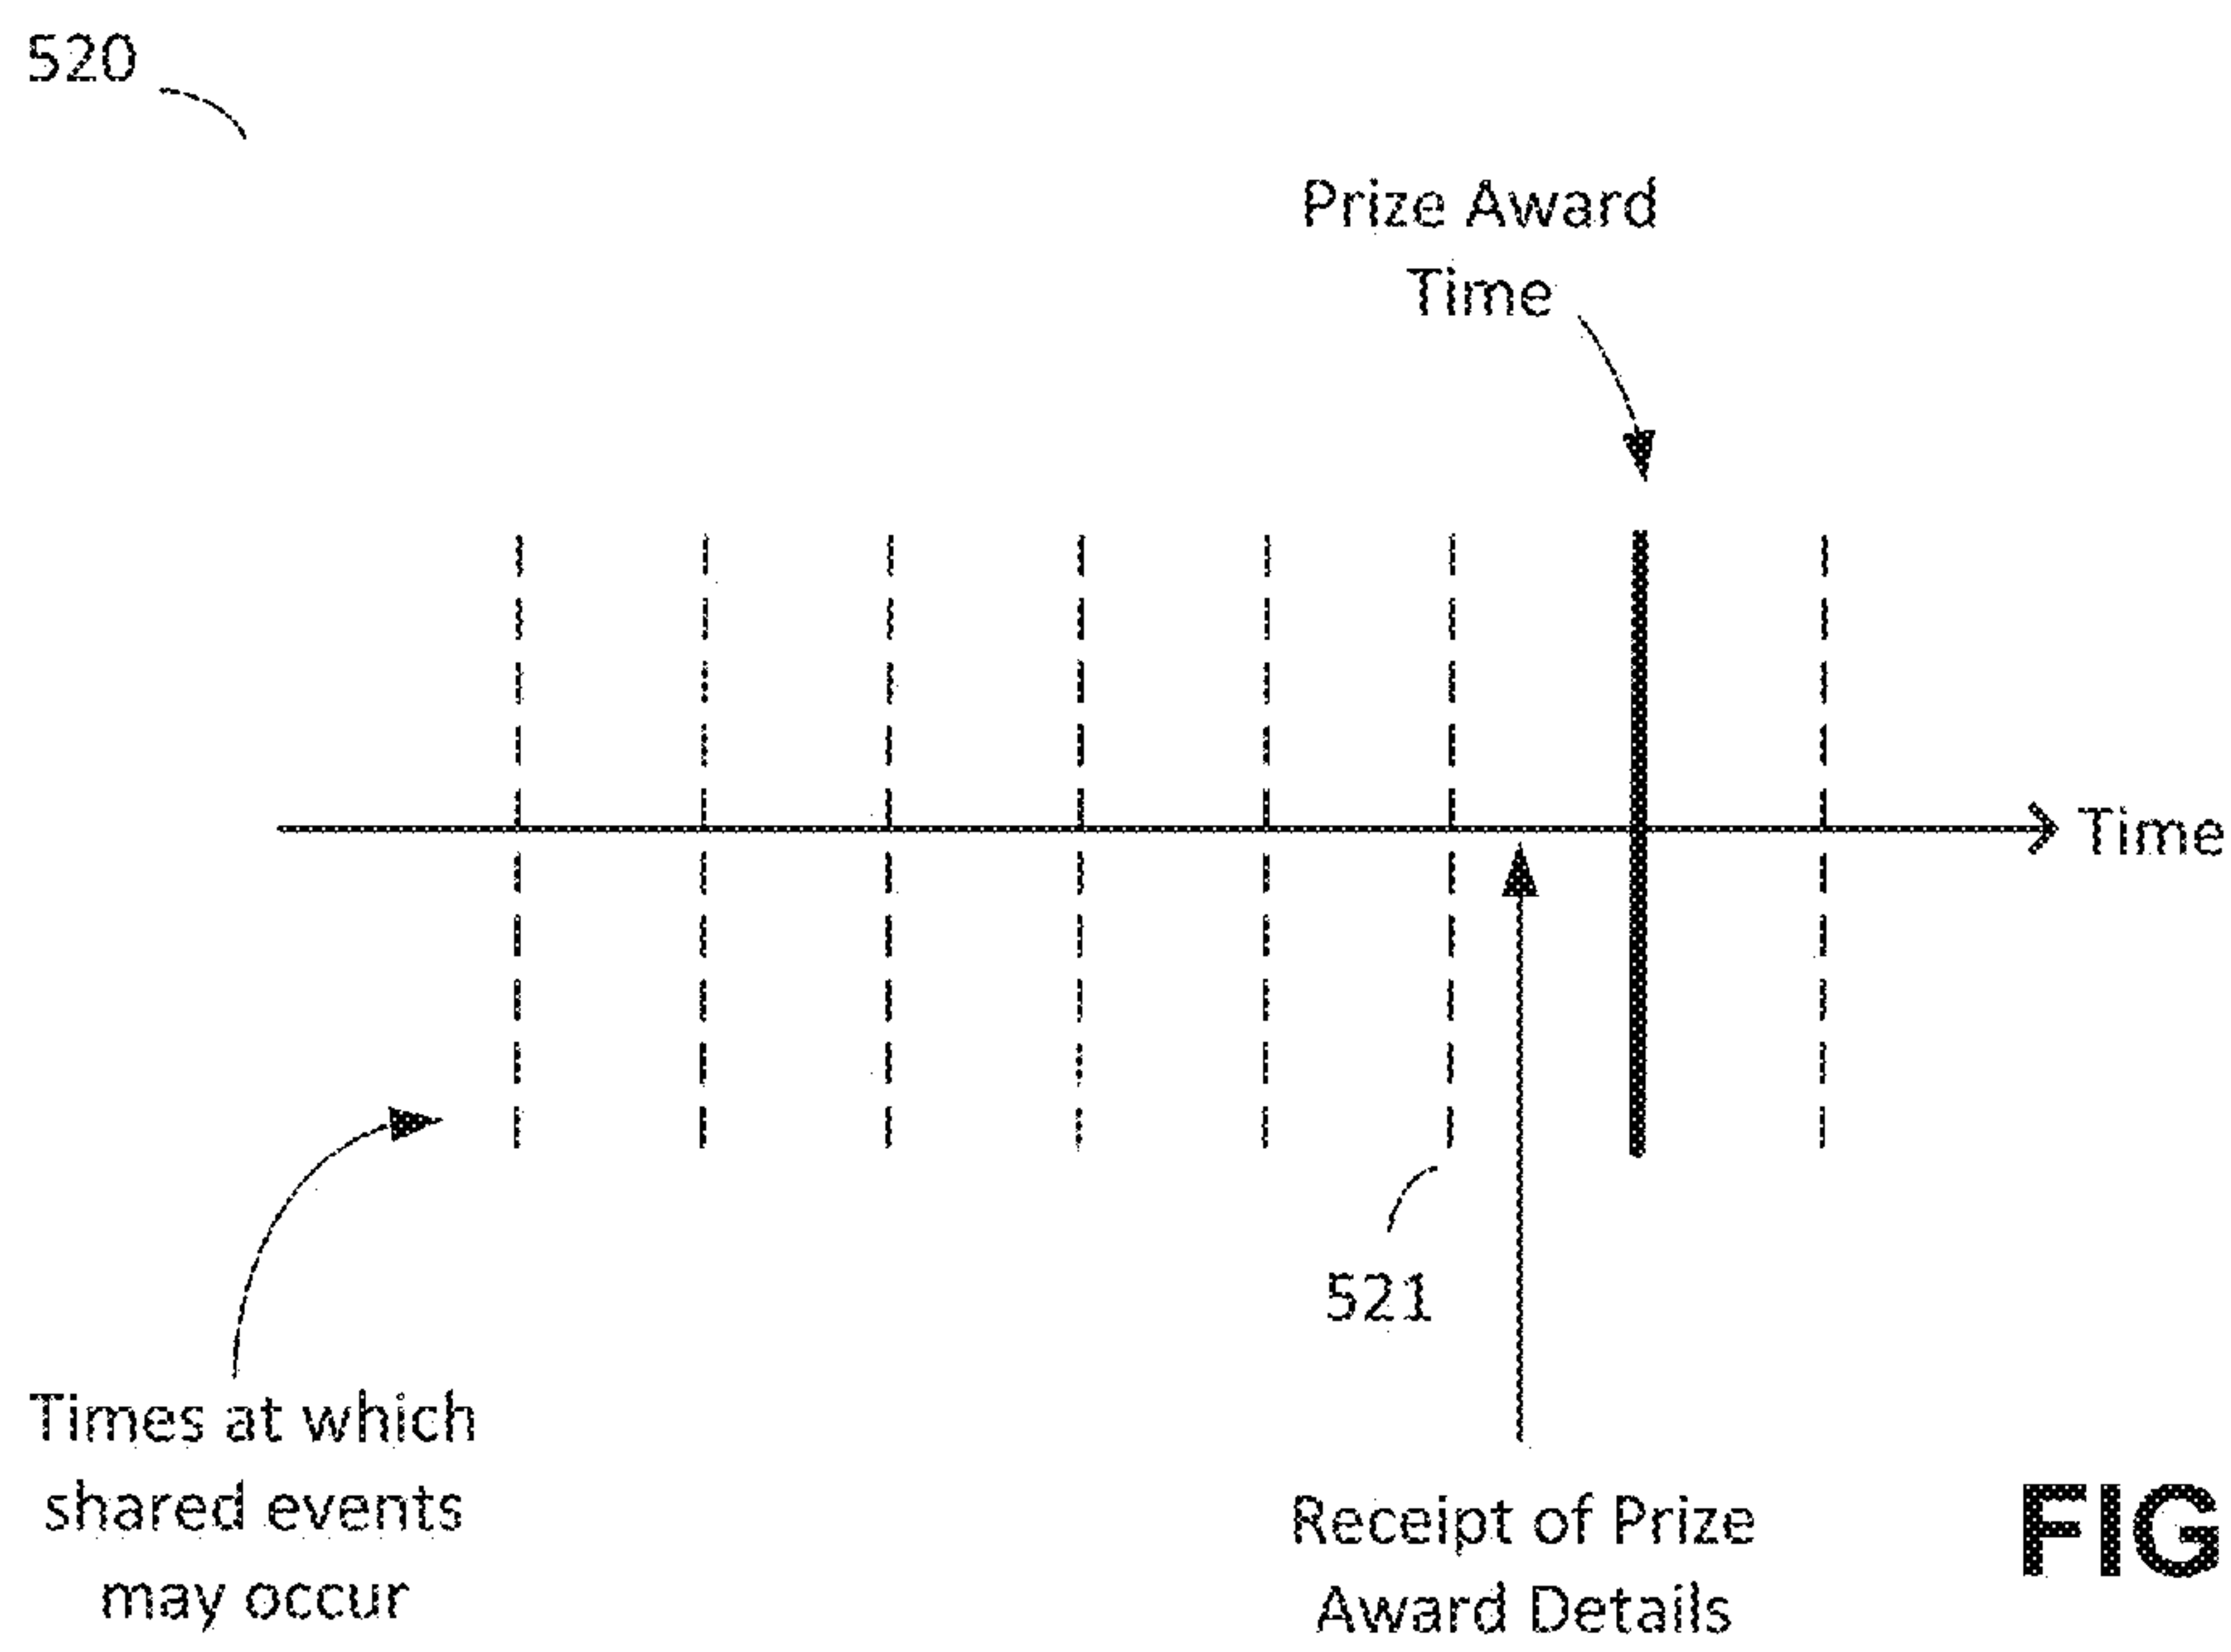 520
Prize Award
Time
Time
521
Times at which
shared events
may occur
Receipt of Prize
Award Details
FIG